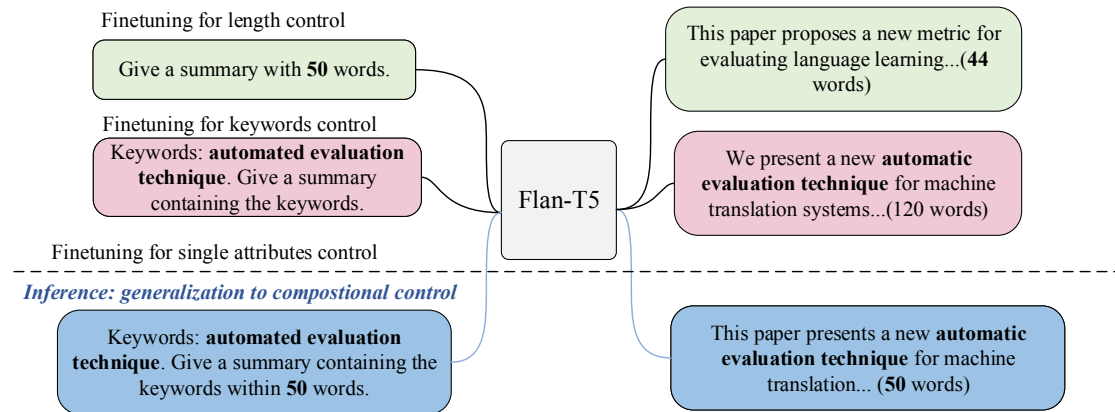 Finetuning for length control
Give a summary with 50 words.
This paper proposes a new metric for
evaluating language learning...(44
words)
Finetuning for keywords control
Keywords: automated evaluation
technique. Give a summary
containing the keywords.
Flan-T5
We present a new automatic
evaluation technique for machine
translation systems...(120 words)
Finetuning for single attributes control
Inference: generalization to compostional control
Keywords: automated evaluation
technique. Give a summary containing the
keywords within 50 words.
This paper presents a new automatic
evaluation technique for machine
translation... (50 words)